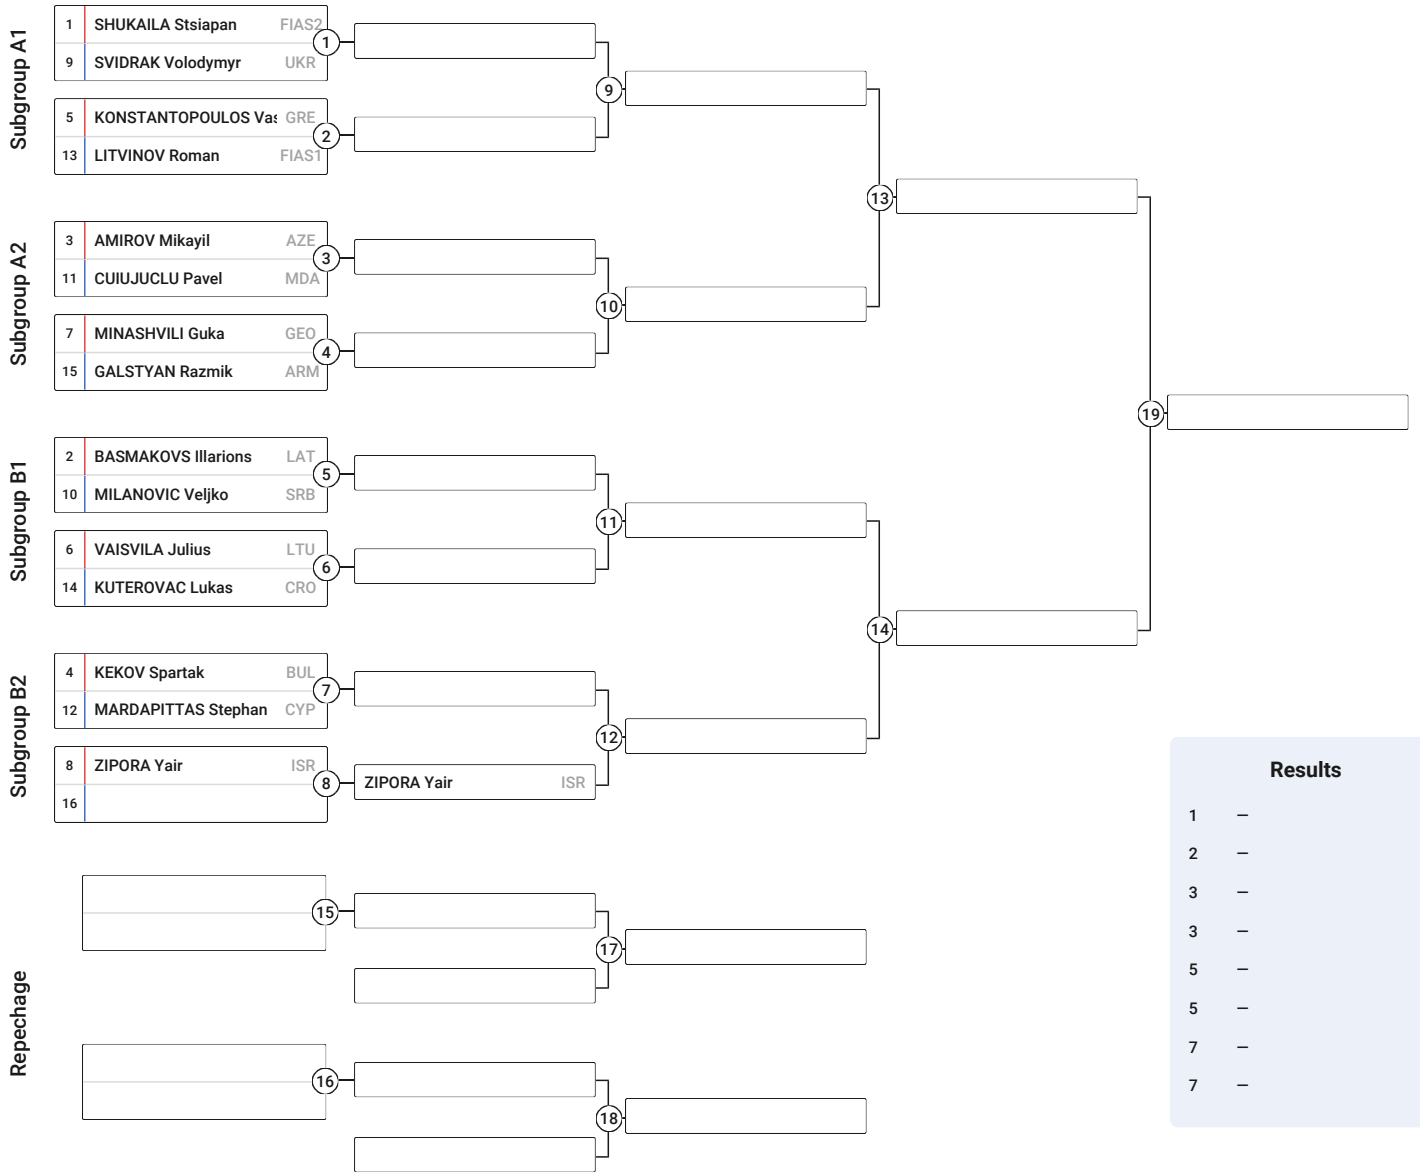 Subgroup A1
1 SHUKAILA Stsiapan FIAS2
9 SVIDRAK Volodymyr UKR
1
5 KONSTANTOPOULOS Vas GRE
13 LITVINOV Roman FIAS1
2
9
Subgroup A2
3 AMIROV Mikayil AZE
11 CUIUJUCLU Pavel MDA
3
7 MINASHVILI Guka GEO
15 GALSTYAN Razmik ARM
4
10
13
Subgroup B1
2 BASMAKOVS Illarions LAT
10 MILANOVIC Veljko SRB
5
6 VAISVILA Julius LTU
14 KUTEROVAC Lukas CRO
6
11
Subgroup B2
4 KEKOV Spartak BUL
12 MARDAPITTAS Stephan CYP
7
8 ZIPORA Yair ISR
16
8
ZIPORA Yair ISR
12
14
19
Repechage
15
17
16
18
Results
1 –
2 –
3 –
3 –
5 –
5 –
7 –
7 –